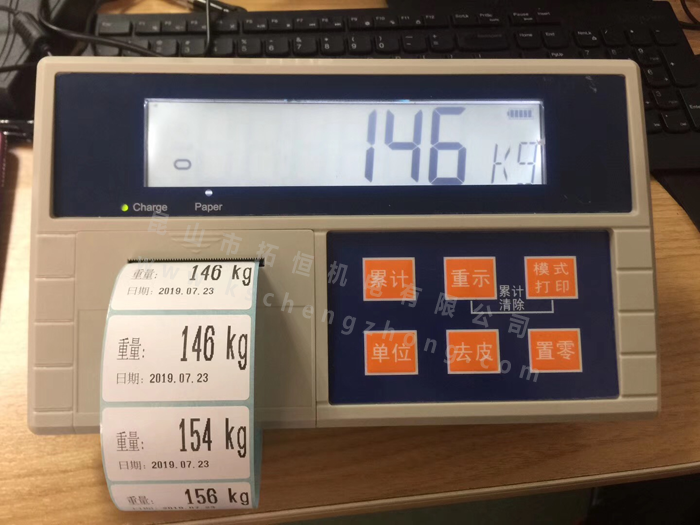 146 kg
Charge
Paper
昆山市拓恒机电有限公司
重量: 146 kg
日期: 2019.07.23
重量: 146 kg
日期: 2019.07.23
重量: 154 kg
日期: 2019.07.23
重量: 156 kg
累计
重示
模式
打印
累计
清除
单位
去皮
置零